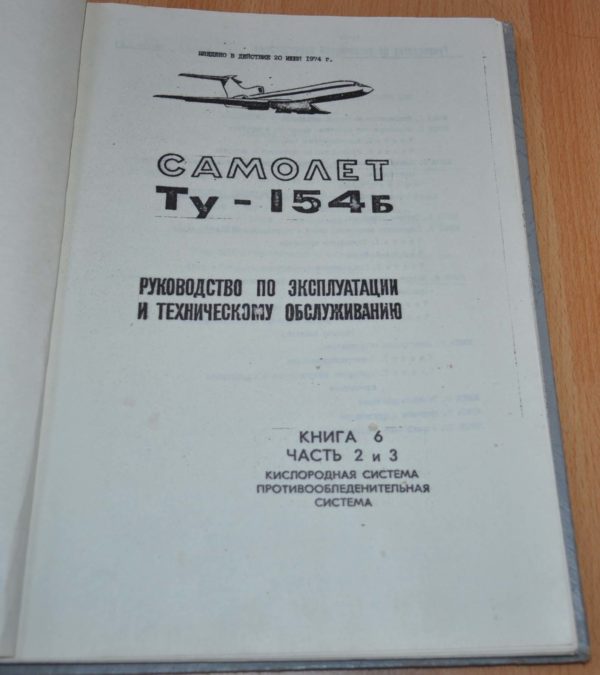 ВВЕДЕНО В ДЕЙСТВИЕ 20 ИЮНЯ 1974 г.
САМОЛЕТ
Ту-154Б
РУКОВОДСТВО ПО ЭКСПЛУАТАЦИИ
И ТЕХНИЧЕСКОМУ ОБСЛУЖИВАНИЮ
КНИГА 6
ЧАСТЬ 2 и 3
КИСЛОРОДНАЯ СИСТЕМА
ПРОТИВООБЛЕДЕНИТЕЛЬНАЯ
СИСТЕМА